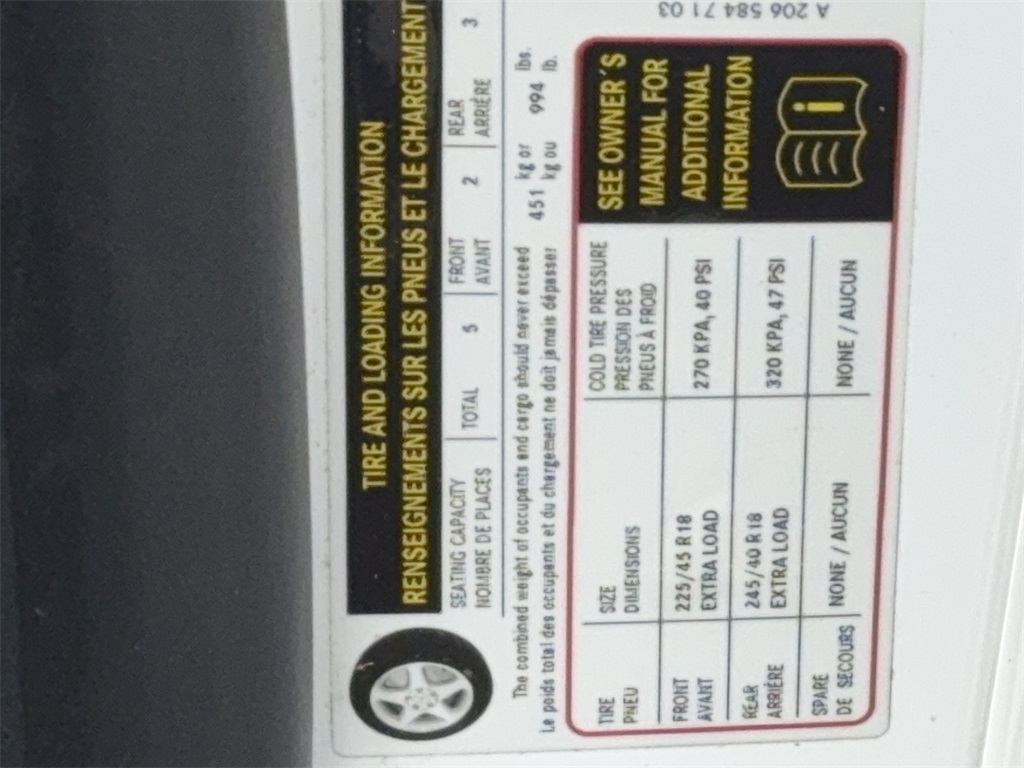 TIRE AND LOADING INFORMATION
RENSEIGNEMENTS SUR LES PNEUS ET LE CHARGEMENT
SEATING CAPACITY TOTAL 5 FRONT 2 REAR 3
NOMBRE DE PLACES AVANT ARRIÈRE
The combined weight of occupants and cargo should never exceed 451 kg or 994 lbs.
Le poids total des occupants et du chargement ne doit jamais dépasser kg ou lb.
TIRE SIZE COLD TIRE PRESSURE
PNEU DIMENSIONS PRESSION DES
PNEUS À FROID
FRONT 225/45 R18 270 KPA, 40 PSI
AVANT EXTRA LOAD
REAR 245/40 R18 320 KPA, 47 PSI
ARRIÈRE EXTRA LOAD
SPARE NONE / AUCUN NONE / AUCUN
DE SECOURS
SEE OWNER´S
MANUAL FOR
ADDITIONAL
INFORMATION
i
A 206 584 71 03